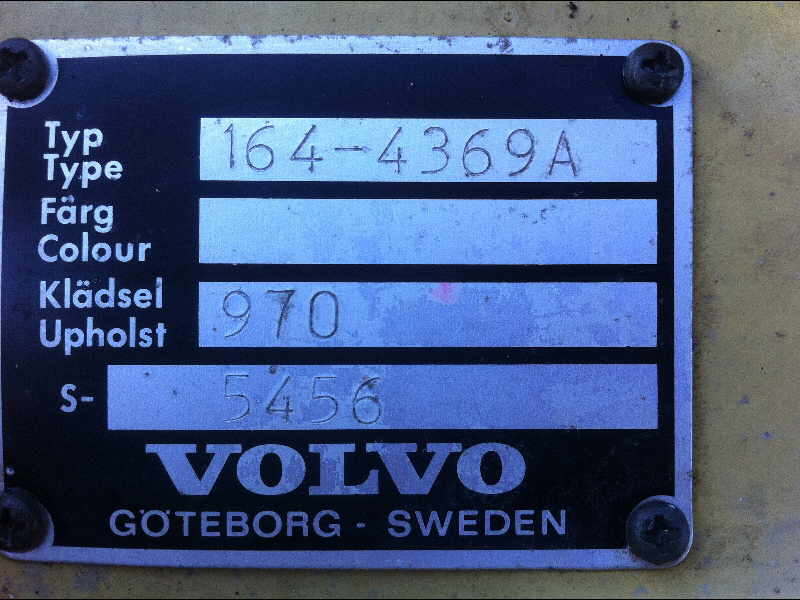 Typ
Type 164-4369A
Färg
Colour
Klädsel
Upholst 970
S- 5456
VOLVO
GÖTEBORG - SWEDEN